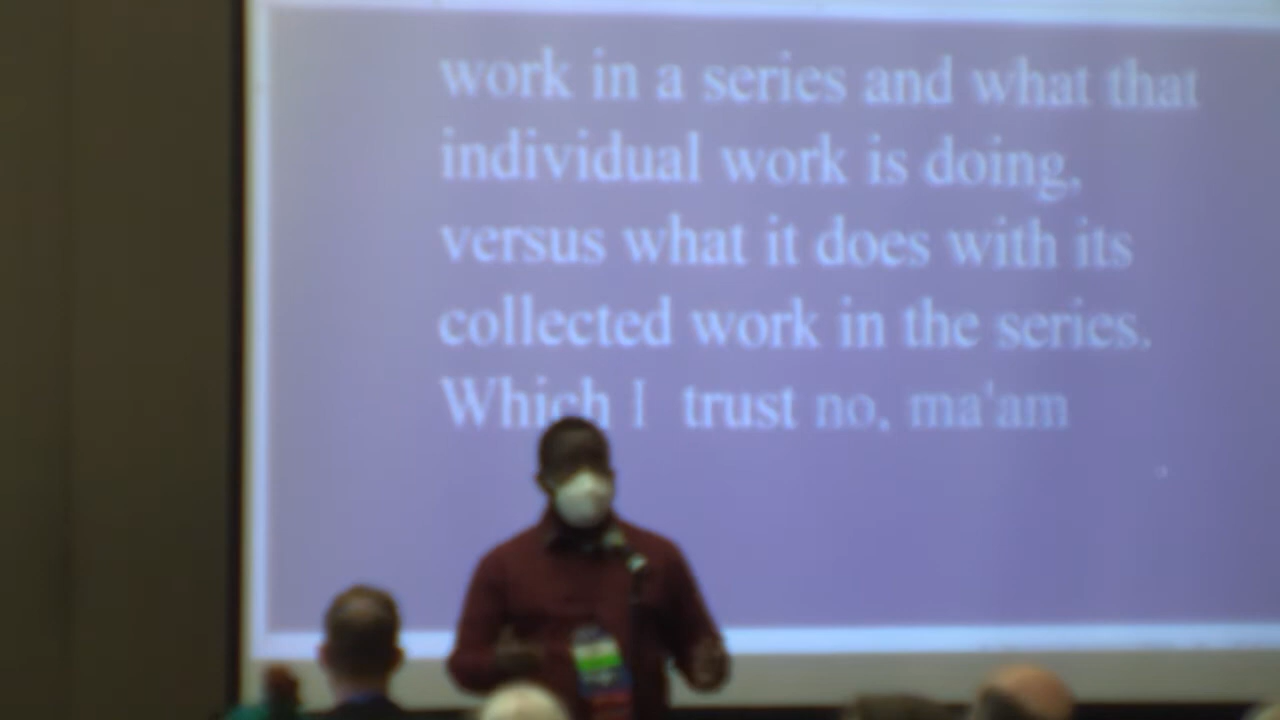 work in a series and what that
individual work is doing,
versus what it does with its
collected work in the series.
Which I  trust no, ma'am